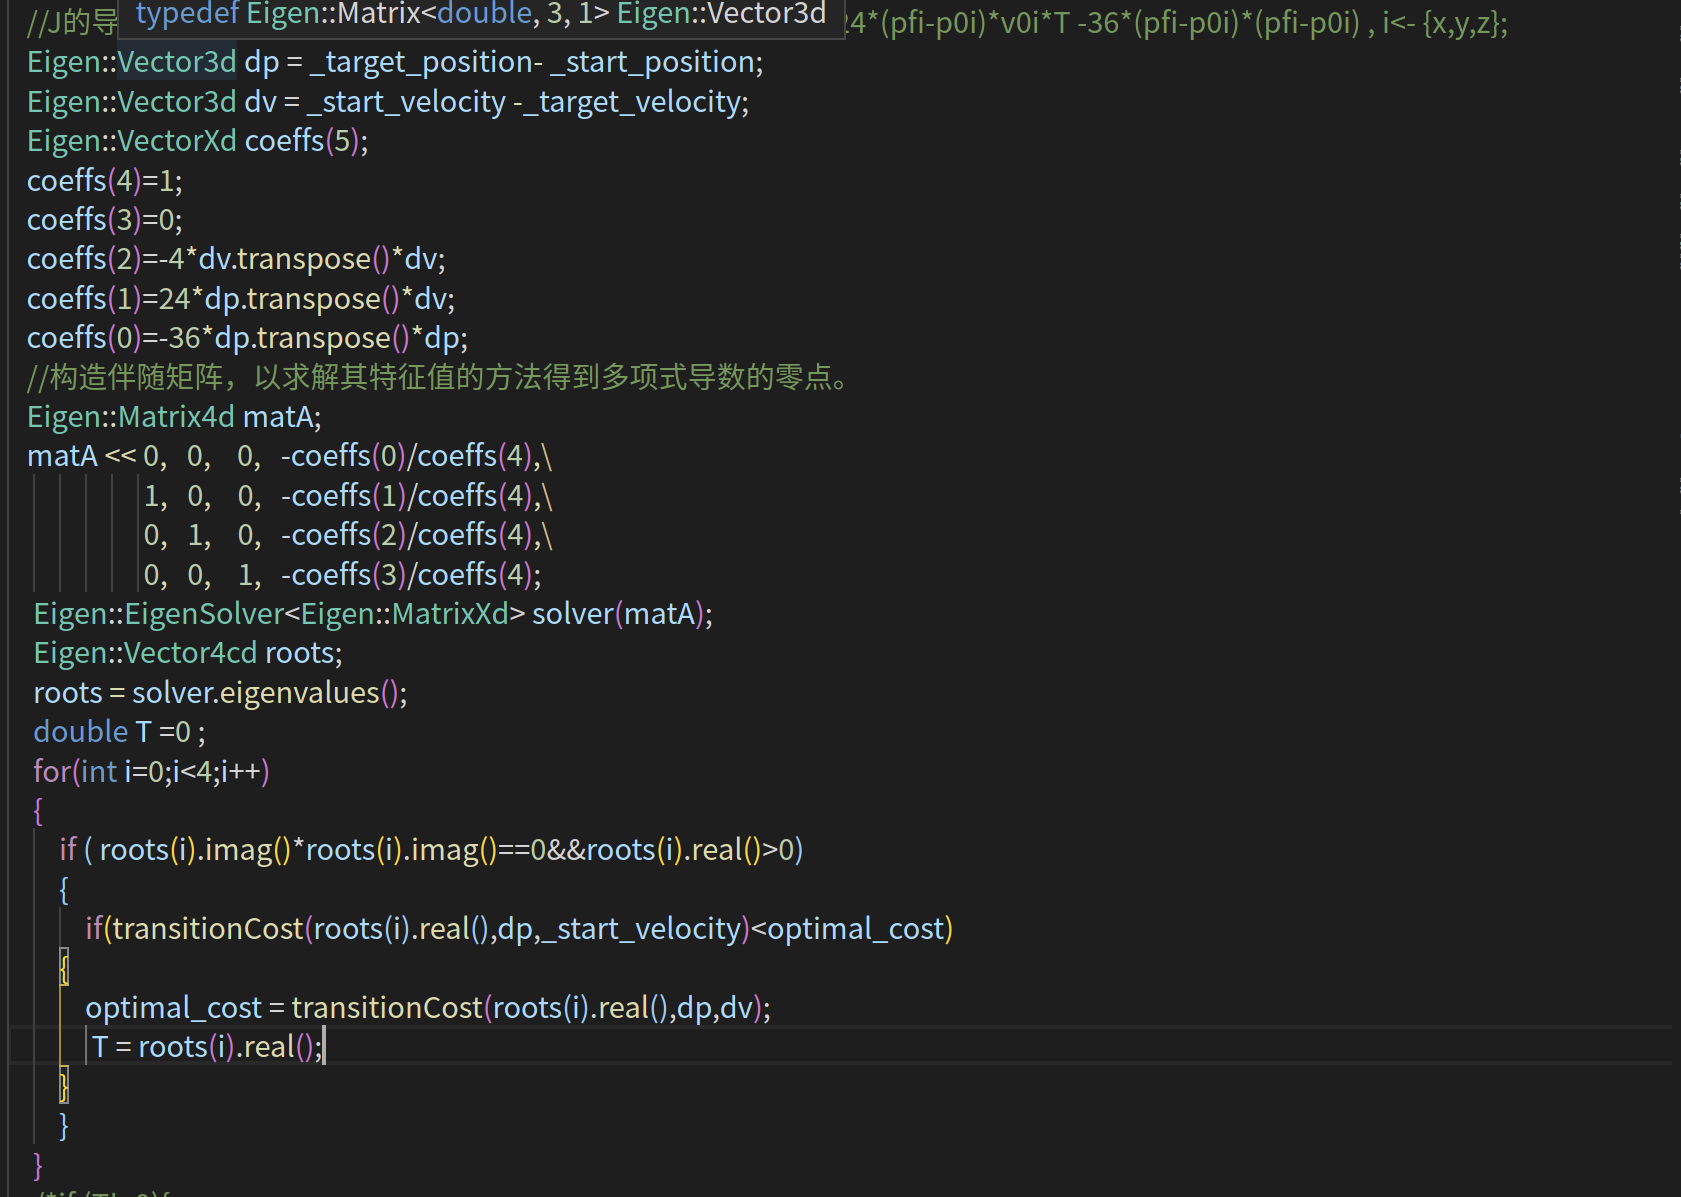 //J的导 24*(pfi-p0i)*v0i*T -36*(pfi-p0i)*(pfi-p0i) , i<- {x,y,z};
typedef Eigen::Matrix<double, 3, 1> Eigen::Vector3d
Eigen::Vector3d dp = _target_position- _start_position;
Eigen::Vector3d dv = _start_velocity -_target_velocity;
Eigen::VectorXd coeffs(5);
coeffs(4)=1;
coeffs(3)=0;
coeffs(2)=-4*dv.transpose()*dv;
coeffs(1)=24*dp.transpose()*dv;
coeffs(0)=-36*dp.transpose()*dp;
//构造伴随矩阵，以求解其特征值的方法得到多项式导数的零点。
Eigen::Matrix4d matA;
matA << 0, 0, 0, -coeffs(0)/coeffs(4),\
1, 0, 0, -coeffs(1)/coeffs(4),\
0, 1, 0, -coeffs(2)/coeffs(4),\
0, 0, 1, -coeffs(3)/coeffs(4);
Eigen::EigenSolver<Eigen::MatrixXd> solver(matA);
Eigen::Vector4cd roots;
roots = solver.eigenvalues();
double T =0 ;
for(int i=0;i<4;i++)
{
if ( roots(i).imag()*roots(i).imag()==0&&roots(i).real()>0)
{
if(transitionCost(roots(i).real(),dp,_start_velocity)<optimal_cost)
{
optimal_cost = transitionCost(roots(i).real(),dp,dv);
T = roots(i).real();
}
}
}